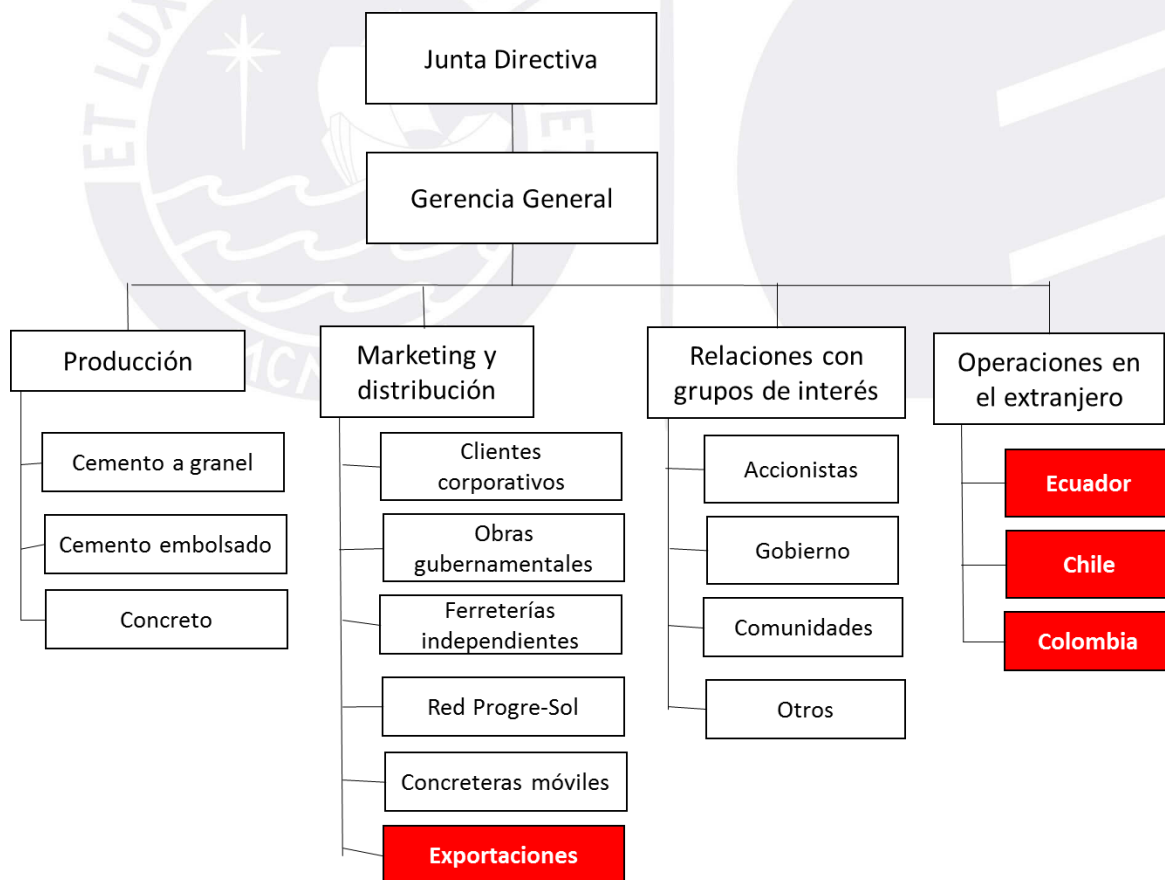 Junta Directiva
Gerencia General
Producción
Cemento a granel
Cemento embolsado
Concreto
Marketing y
distribución
Clientes
corporativos
Obras
gubernamentales
Ferreterías
independientes
Red Progre-Sol
Concreteras móviles
Exportaciones
Relaciones con
grupos de interés
Accionistas
Gobierno
Comunidades
Otros
Operaciones en
el extranjero
Ecuador
Chile
Colombia
ET LUX